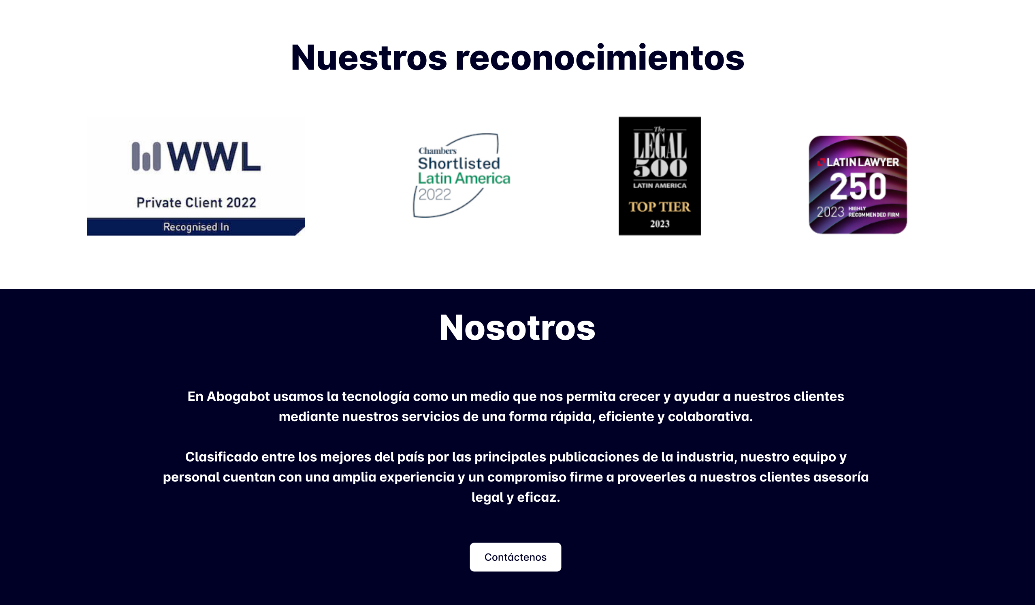 Nuestros reconocimientos
WWL
Private Client 2022
Recognised In
Chambers
Shortlisted
Latin America
2022
The
LEGAL
500
LATIN AMERICA
TOP TIER
2023
LATIN LAWYER
250
2023 HIGHLY
RECOMMENDED FIRM
Nosotros
En Abogabot usamos la tecnología como un medio que nos permita crecer y ayudar a nuestros clientes
mediante nuestros servicios de una forma rápida, eficiente y colaborativa.
Clasificado entre los mejores del país por las principales publicaciones de la industria, nuestro equipo y
personal cuentan con una amplia experiencia y un compromiso firme a proveerles a nuestros clientes asesoría
legal y eficaz.
Contáctenos